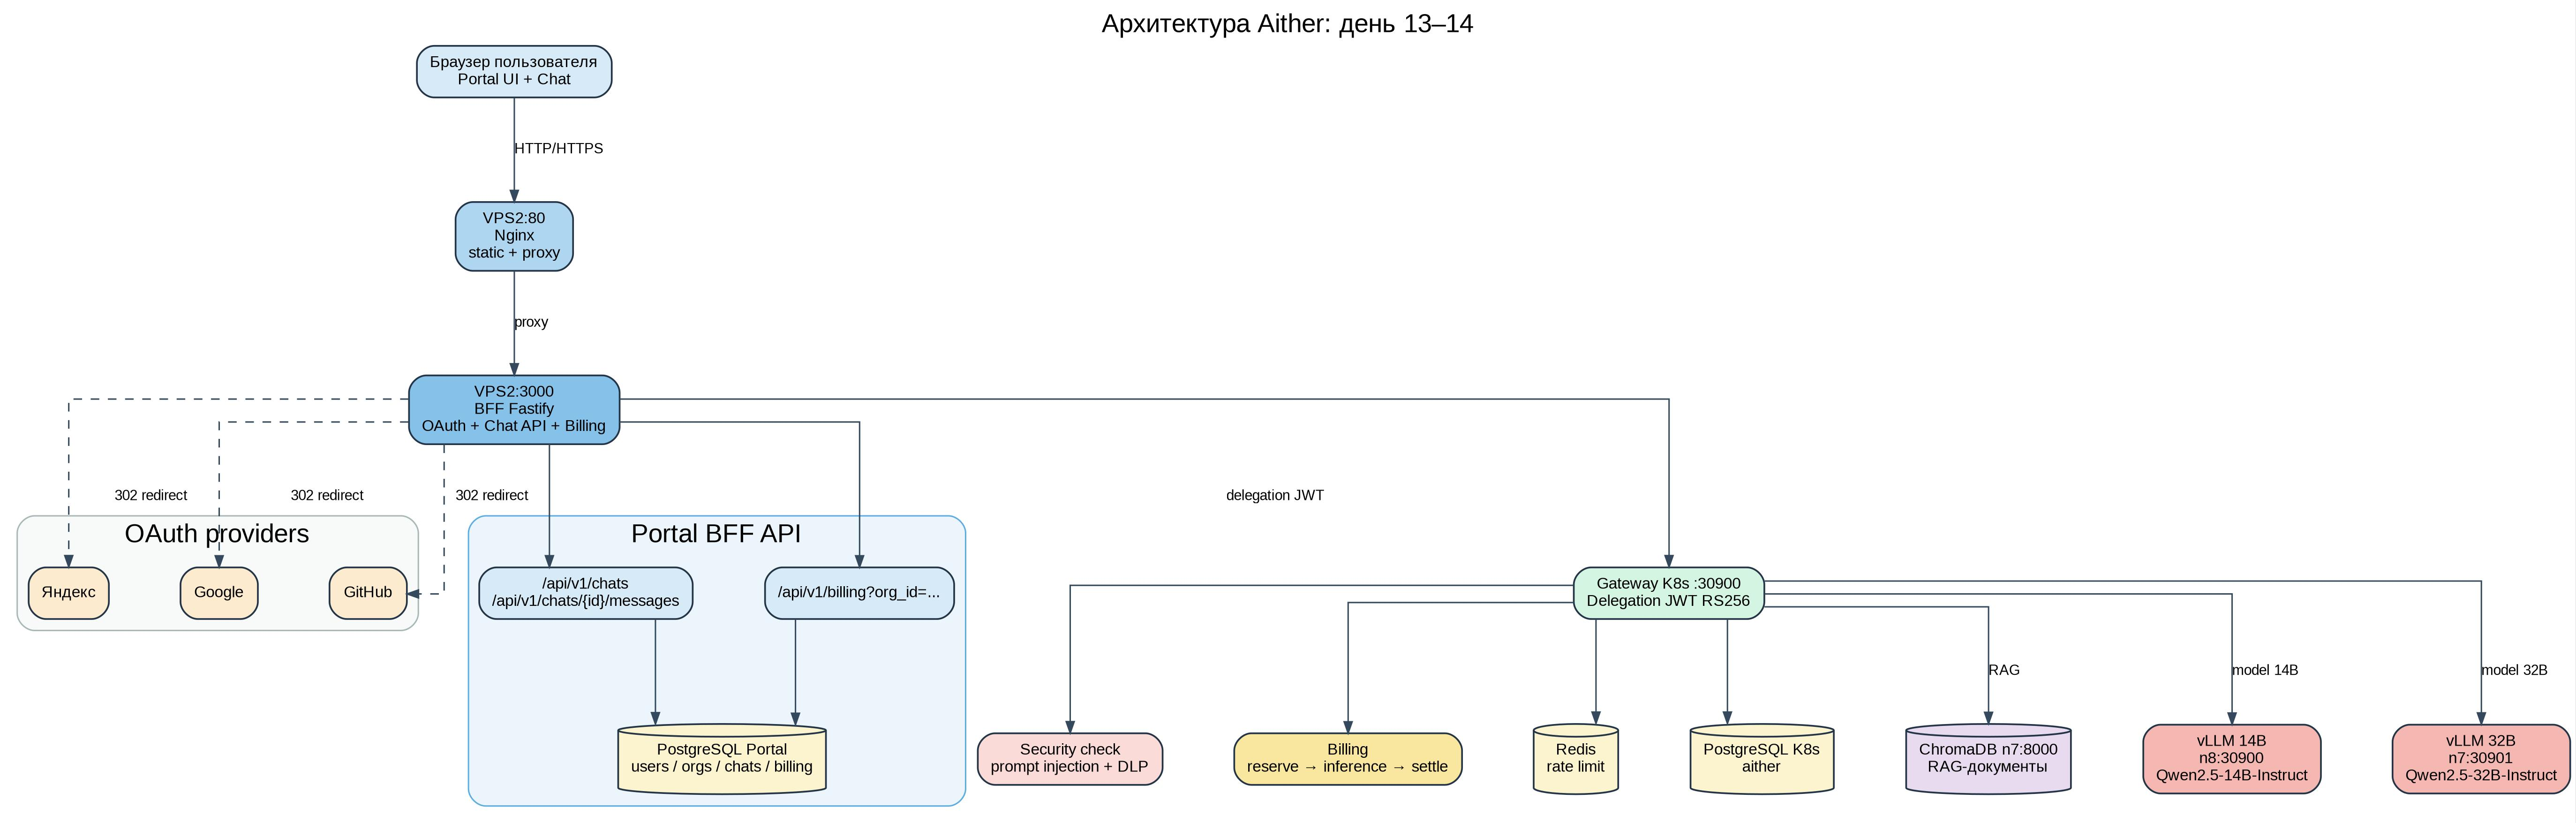 Архитектура Aither: день 13–14
Браузер пользователя
Portal UI + Chat
HTTP/HTTPS
VPS2:80
Nginx
static + proxy
proxy
VPS2:3000
BFF Fastify
OAuth + Chat API + Billing
302 redirect
302 redirect
302 redirect
delegation JWT
OAuth providers
Яндекс
Google
GitHub
Portal BFF API
/api/v1/chats
/api/v1/chats/{id}/messages
/api/v1/billing?org_id=...
PostgreSQL Portal
users / orgs / chats / billing
Gateway K8s :30900
Delegation JWT RS256
RAG
model 14B
model 32B
Security check
prompt injection + DLP
Billing
reserve → inference → settle
Redis
rate limit
PostgreSQL K8s
aither
ChromaDB n7:8000
RAG-документы
vLLM 14B
n8:30900
Qwen2.5-14B-Instruct
vLLM 32B
n7:30901
Qwen2.5-32B-Instruct